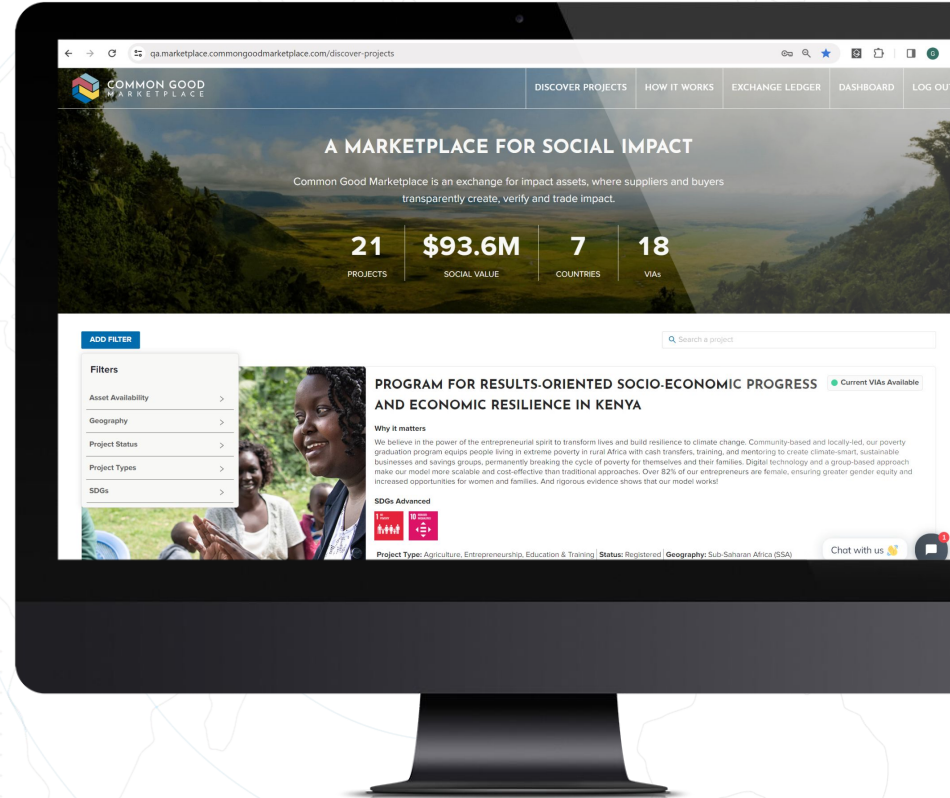 qa.marketplace.commongoodmarketplace.com/discover-projects
G
COMMON GOOD
MARKETPLACE
DISCOVER PROJECTS
HOW IT WORKS
EXCHANGE LEDGER
DASHBOARD
LOG OUT
A MARKETPLACE FOR SOCIAL IMPACT
Common Good Marketplace is an exchange for impact assets, where suppliers and buyers
transparently create, verify and trade impact.
21
PROJECTS
$93.6M
SOCIAL VALUE
7
COUNTRIES
18
VIAs
ADD FILTER
Search a project
Filters
Asset Availability
Geography
Project Status
Project Types
SDGs
PROGRAM FOR RESULTS-ORIENTED SOCIO-ECONOMIC PROGRESS
AND ECONOMIC RESILIENCE IN KENYA
Current VIAs Available
Why it matters
We believe in the power of the entrepreneurial spirit to transform lives and build resilience to climate change. Community-based and locally-led, our poverty
graduation program equips people living in extreme poverty in rural Africa with cash transfers, training, and mentoring to create climate-smart, sustainable
businesses and savings groups, permanently breaking the cycle of poverty for themselves and their families. Digital technology and a group-based approach
make our model more scalable and cost-effective than traditional approaches. Over 82% of our entrepreneurs are female, ensuring greater gender equity and
increased opportunities for women and families. And rigorous evidence shows that our model works!
SDGs Advanced
1
10
Project Type: Agriculture, Entrepreneurship, Education & Training Status: Registered Geography: Sub-Saharan Africa (SSA)
Chat with us
1